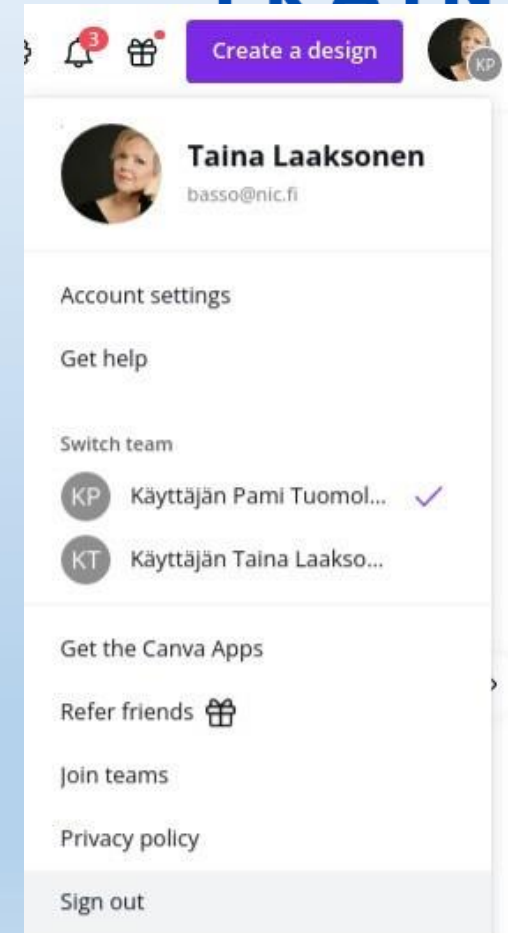 3
Create a design
KP
Taina Laaksonen
basso@nic.fi
Account settings
Get help
Switch team
KP Käyttäjän Pami Tuomol...
KT Käyttäjän Taina Laakso...
Get the Canva Apps
Refer friends
Join teams
Privacy policy
Sign out